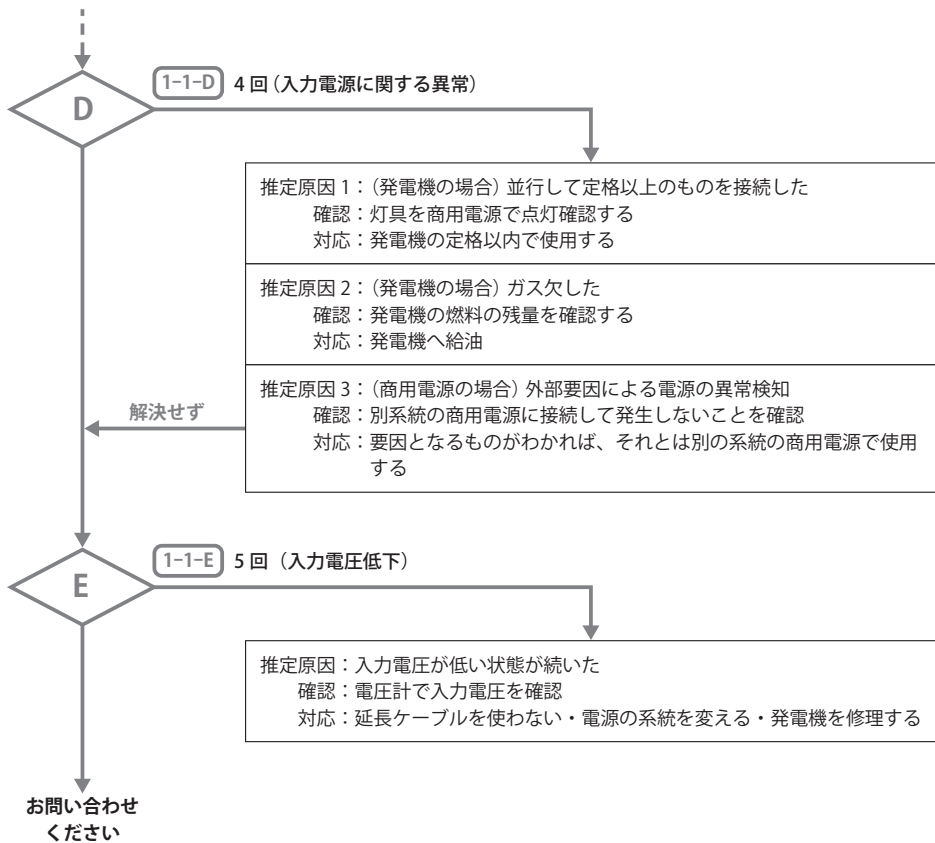 D
1-1-D 4 回 (入力電源に関する異常)
推定原因 1:(発電機の場合) 並行して定格以上のものを接続した
確認:灯具を商用電源で点灯確認する
対応:発電機の定格以内で使用する
推定原因 2:(発電機の場合) ガス欠した
確認:発電機の燃料の残量を確認する
対応:発電機へ給油
推定原因 3:(商用電源の場合) 外部要因による電源の異常検知
確認:別系統の商用電源に接続して発生しないことを確認
対応:要因となるものがわかれば、それとは別の系統の商用電源で使用
する
解決せず
E
1-1-E 5 回 (入力電圧低下)
推定原因:入力電圧が低い状態が続いた
確認:電圧計で入力電圧を確認
対応:延長ケーブルを使わない・電源の系統を変える・発電機を修理する
お問い合わせ
ください